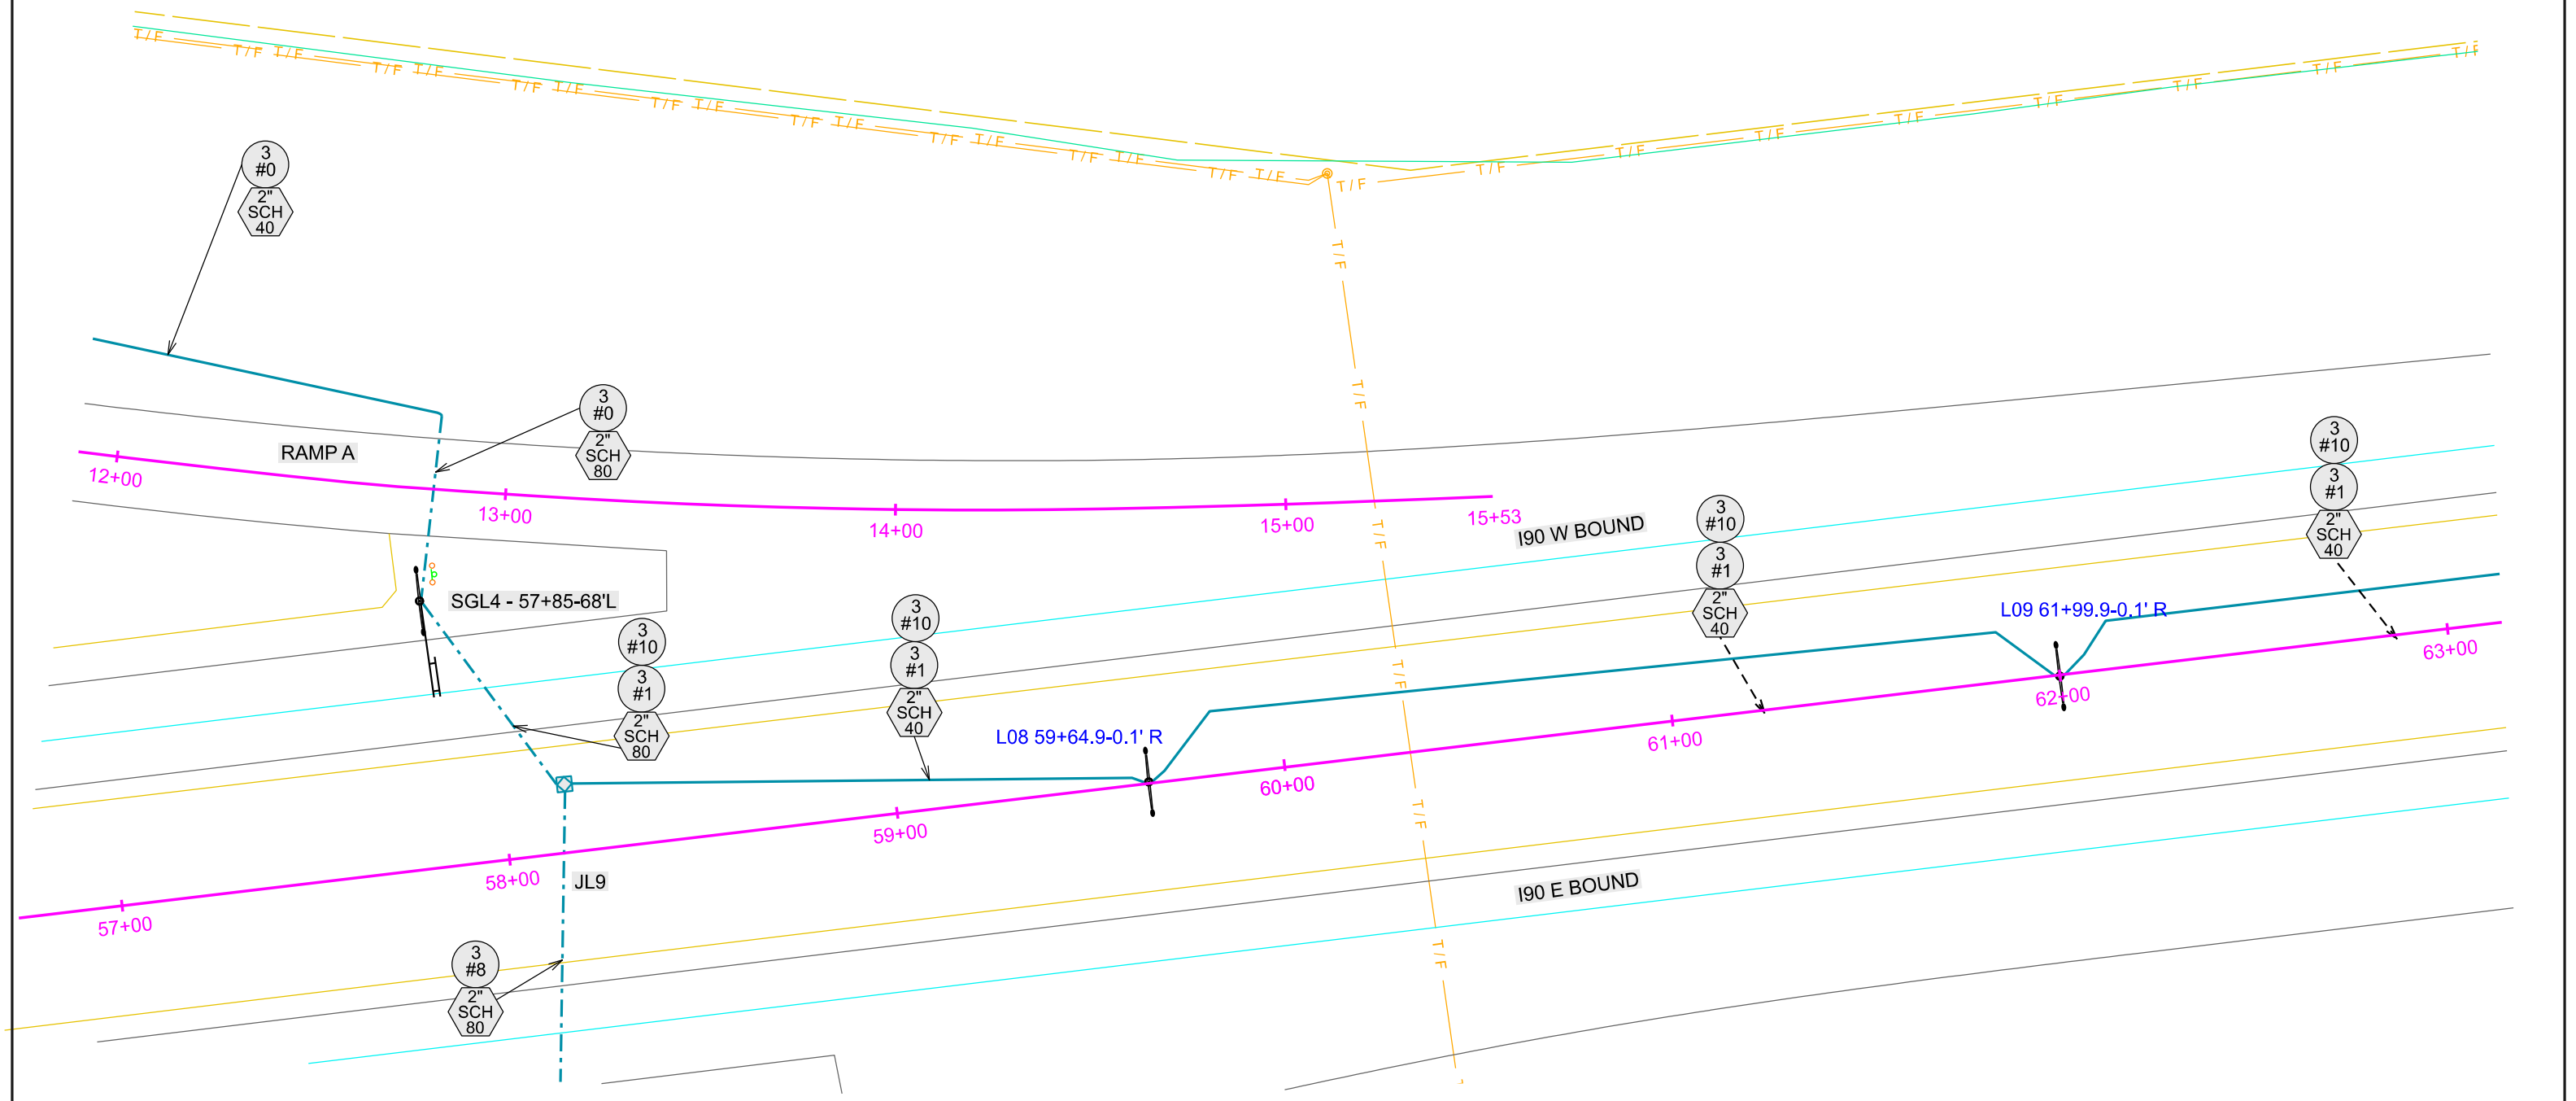 T/F T/F T/F T/F T/F T/F T/F T/F T/F T/F T/F T/F T/F T/F T/F T/F T/F
T/F T/F T/F T/F T/F T/F T/F T/F T/F
3
#0
2"
SCH
40
T/F
T/F
T/F
T/F
T/F
T/F
3
#0
2"
SCH
80
RAMP A
12+00
13+00
14+00
15+00
15+53
I90 W BOUND
3
#10
3
#1
2"
SCH
40
3
#10
3
#1
2"
SCH
40
SGL4 - 57+85-68'L
3
#10
3
#1
2"
SCH
80
3
#10
3
#1
2"
SCH
40
L08 59+64.9-0.1' R
L09 61+99.9-0.1' R
57+00
58+00
59+00
60+00
61+00
62+00
63+00
JL9
I90 E BOUND
3
#8
2"
SCH
80